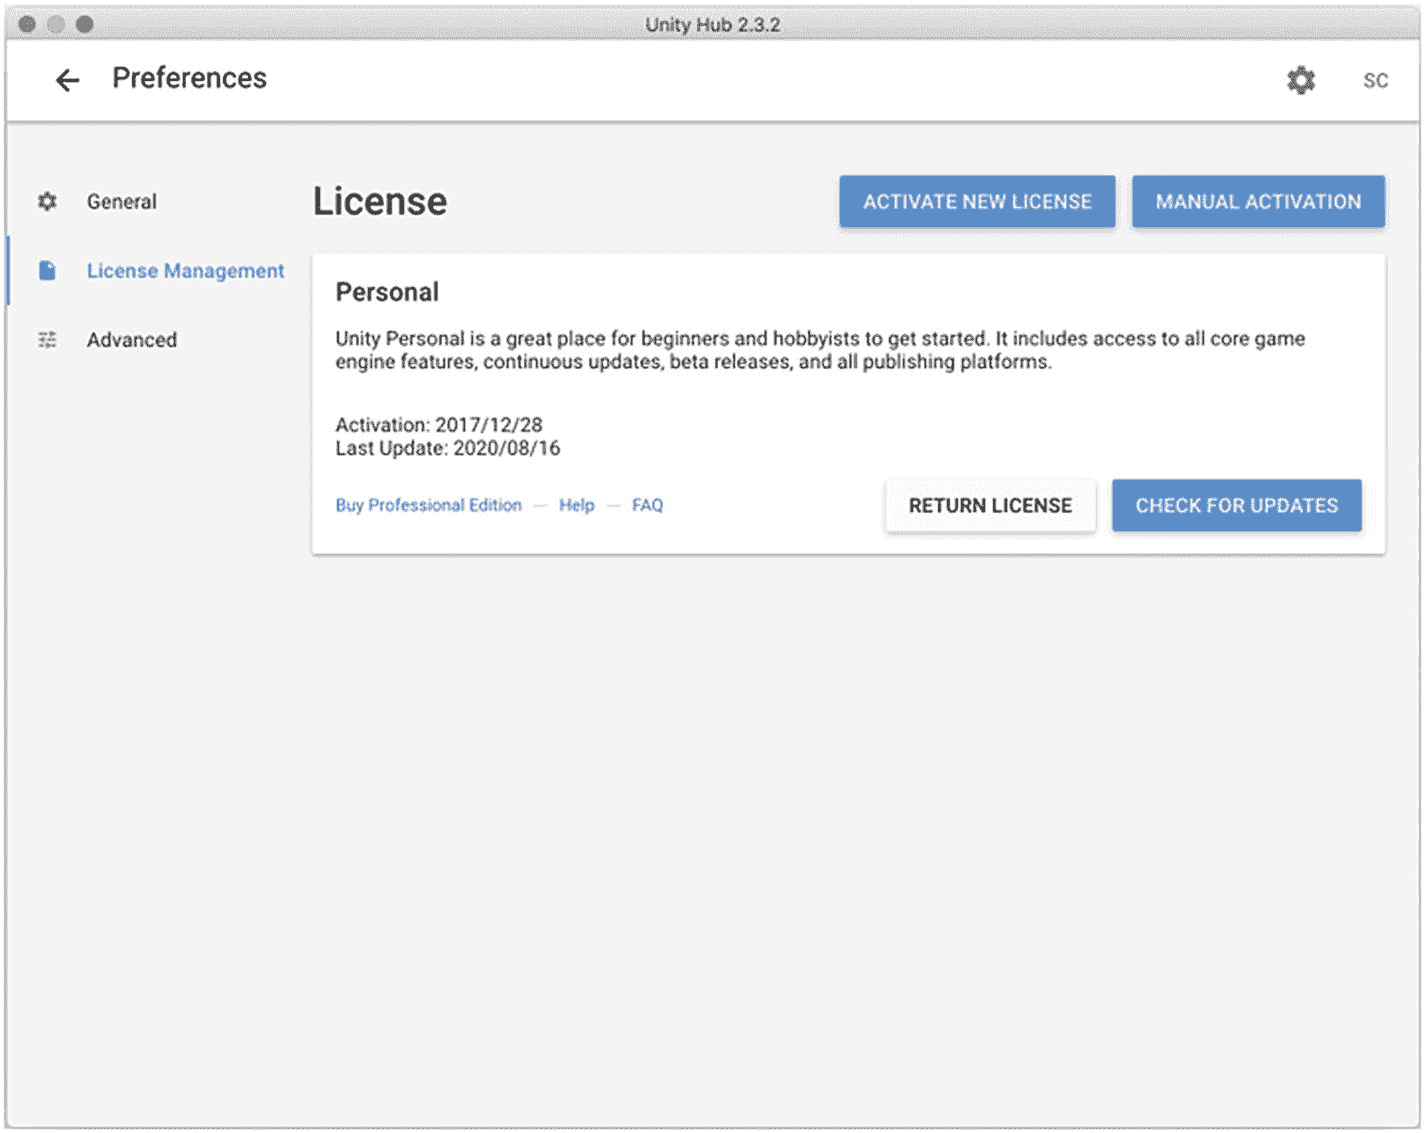 Unity Hub 2.3.2
Preferences
SC
General
License Management
Advanced
License
ACTIVATE NEW LICENSE
MANUAL ACTIVATION
Personal
Unity Personal is a great place for beginners and hobbyists to get started. It includes access to all core game
engine features, continuous updates, beta releases, and all publishing platforms.
Activation: 2017/12/28
Last Update: 2020/08/16
Buy Professional Edition — Help — FAQ
RETURN LICENSE
CHECK FOR UPDATES